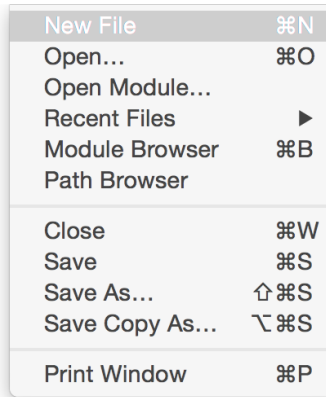 New File ⌘N
Open… ⌘O
Open Module…
Recent Files ▶
Module Browser ⌘B
Path Browser
Close ⌘W
Save ⌘S
Save As… ⇧⌘S
Save Copy As… ⌥⌘S
Print Window ⌘P